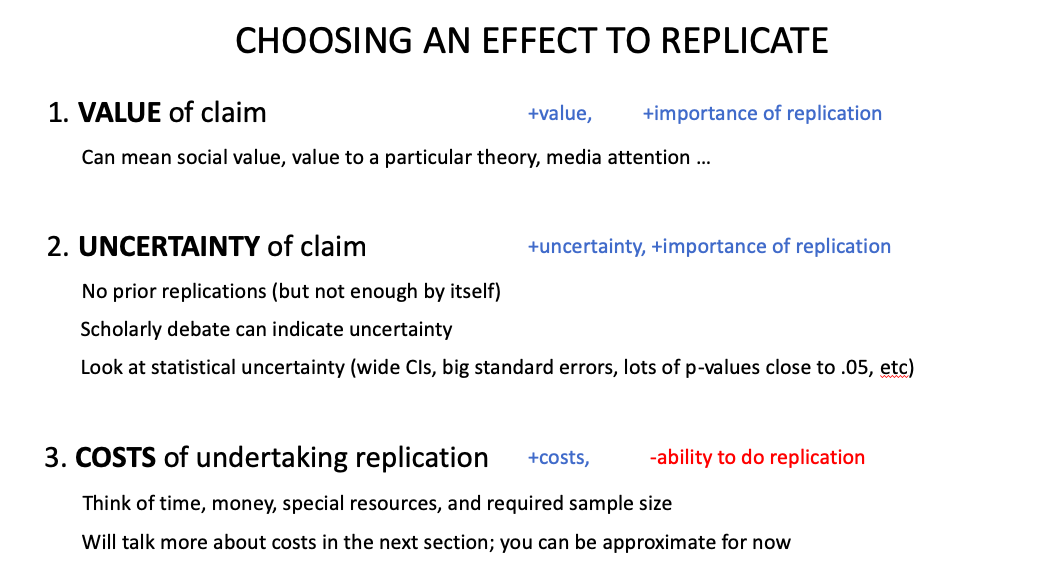 CHOOSING AN EFFECT TO REPLICATE
1. VALUE of claim +value, +importance of replication
Can mean social value, value to a particular theory, media attention ...
2. UNCERTAINTY of claim +uncertainty, +importance of replication
No prior replications (but not enough by itself)
Scholarly debate can indicate uncertainty
Look at statistical uncertainty (wide CIs, big standard errors, lots of p-values close to .05, etc)
3. COSTS of undertaking replication +costs, -ability to do replication
Think of time, money, special resources, and required sample size
Will talk more about costs in the next section; you can be approximate for now